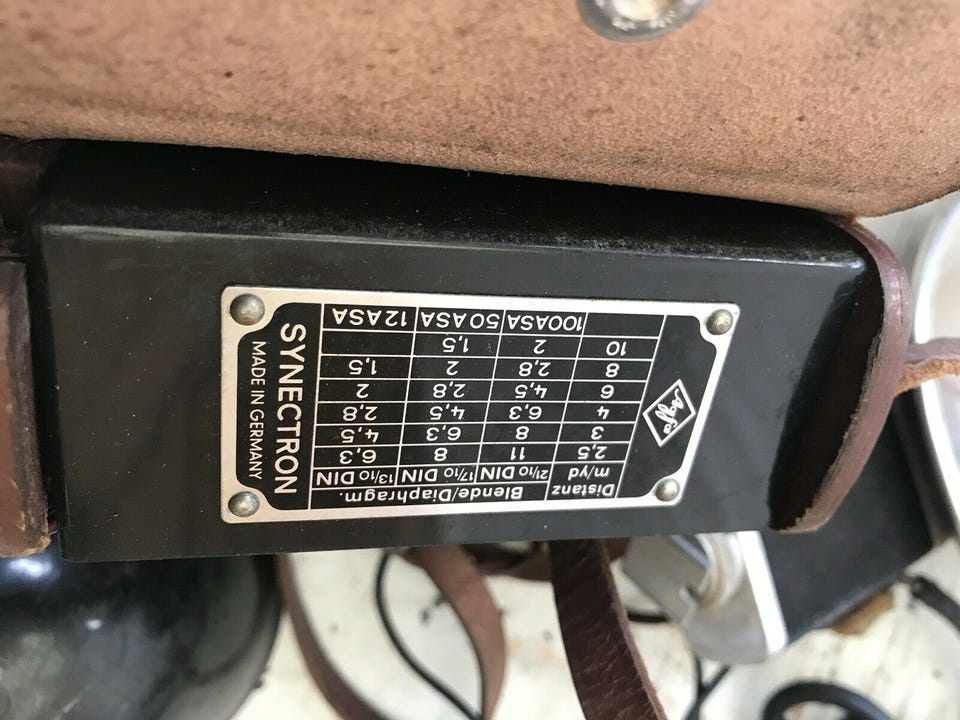 Agfa
Distanz Blende/Diaphragm.
m/yd 21/10 DIN 17/10 DIN 13/10 DIN
2,5 11 8 6,3
3 8 6,3 4,5
4 6,3 4,5 2,8
6 4,5 2,8 2
8 2,8 2 1,5
10 2 1,5
100ASA 50ASA 12ASA
SYNECTRON
MADE IN GERMANY